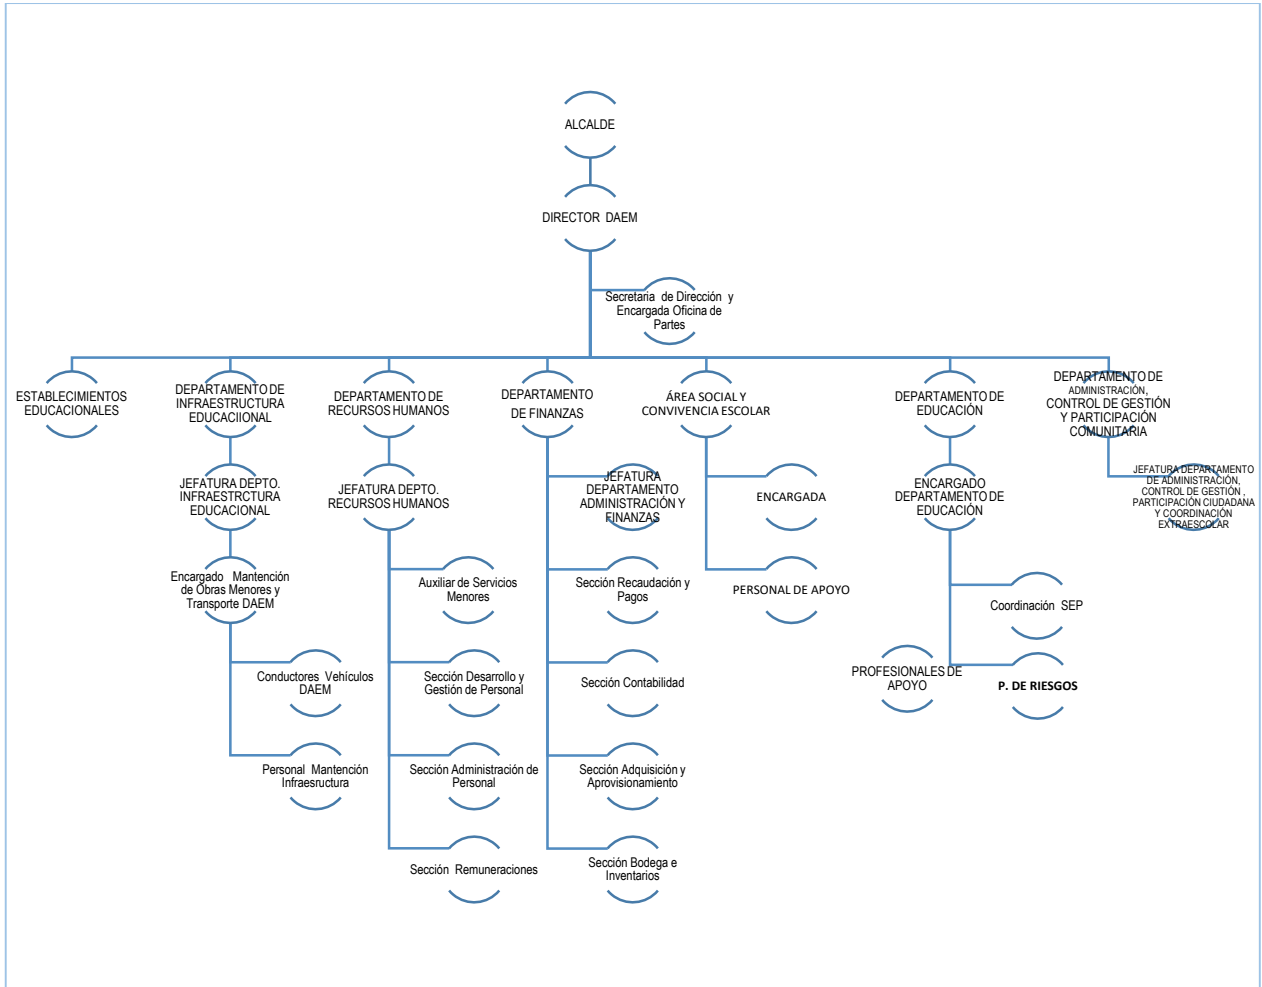 ALCALDE
DIRECTOR DAEM
Secretaria de Dirección y
Encargada Oficina de
Partes
ESTABLECIMIENTOS
EDUCACIONALES
DEPARTAMENTO DE
INFRAESTRUCTURA
EDUCACIIONAL
DEPARTAMENTO DE
RECURSOS HUMANOS
DEPARTAMENTO
DE FINANZAS
ÁREA SOCIAL Y
CONVIVENCIA ESCOLAR
DEPARTAMENTO DE
EDUCACIÓN
DEPARTAMENTO DE
ADMINISTRACIÓN,
CONTROL DE GESTIÓN
Y PARTICIPACIÓN
COMUNITARIA
JEFATURA DEPTO.
INFRAESTRCTURA
EDUCACIONAL
JEFATURA DEPTO.
RECURSOS HUMANOS
JEFATURA
DEPARTAMENTO
ADMINISTRACIÓN Y
FINANZAS
ENCARGADA
ENCARGADO
DEPARTAMENTO DE
EDUCACIÓN
JEFATURA DEPARTAMENTO
DE ADMINISTRACIÓN,
CONTROL DE GESTIÓN ,
PARTICIPACIÓN CIUDADANA
Y COORDINACIÓN
EXTRAESCOLAR
Encargado Mantención
de Obras Menores y
Transporte DAEM
Auxiliar de Servicios
Menores
Sección Recaudación y
Pagos
PERSONAL DE APOYO
Coordinación SEP
Conductores Vehículos
DAEM
Sección Desarrollo y
Gestión de Personal
Sección Contabilidad
PROFESIONALES DE
APOYO
P. DE RIESGOS
Personal Mantención
Infraesructura
Sección Administración de
Personal
Sección Adquisición y
Aprovisionamiento
Sección Remuneraciones
Sección Bodega e
Inventarios